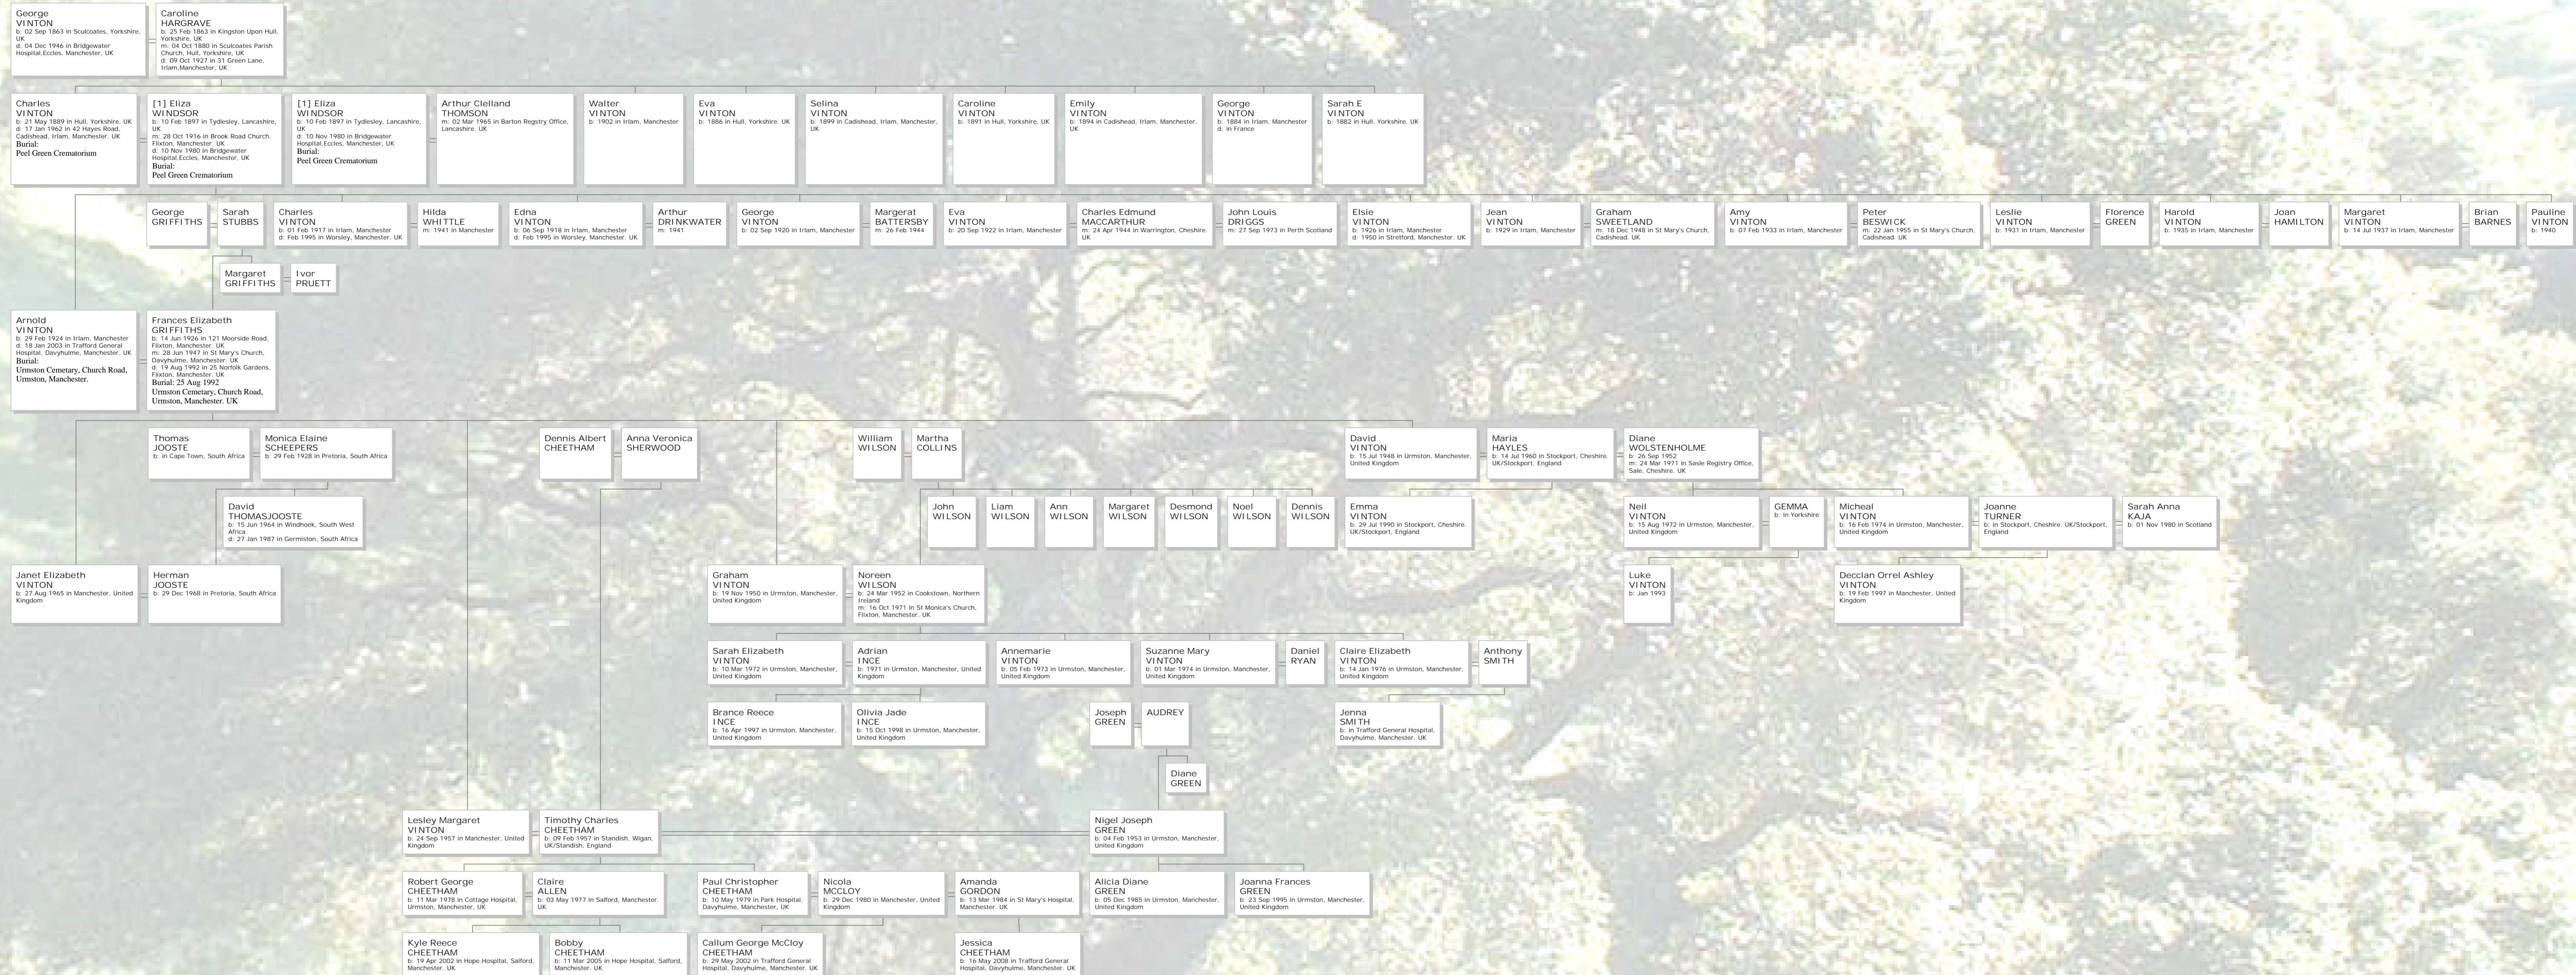 George
VINTON
b: 02 Sep 1863 in Sculcoates, Yorkshire,
UK
d: 04 Dec 1946 in Bridgewater
Hospital,Eccles, Manchester, UK
Caroline
HARGRAVE
b: 25 Feb 1863 in Kingston Upon Hull,
Yorkshire, UK
m: 04 Oct 1880 in Sculcoates Parish
Church, Hull, Yorkshire, UK
d: 09 Oct 1927 in 31 Green Lane,
Irlam,Manchester, UK
Charles
VINTON
b: 21 May 1889 in Hull, Yorkshire. UK
d: 17 Jan 1962 in 42 Hayes Road,
Cadishead, Irlam, Manchester. UK
Burial:
Peel Green Crematorium
[1] Eliza
WINDSOR
b: 10 Feb 1897 in Tydlesley, Lancashire,
UK
m: 28 Oct 1916 in Brook Road Church.
Flixton, Manchester. UK
d: 10 Nov 1980 in Bridgewater
Hospital,Eccles, Manchester, UK
Burial:
Peel Green Crematorium
[1] Eliza
WINDSOR
b: 10 Feb 1897 in Tydlesley, Lancashire,
UK
d: 10 Nov 1980 in Bridgewater
Hospital,Eccles, Manchester, UK
Burial:
Peel Green Crematorium
Arthur Clelland
THOMSON
m: 02 Mar 1965 in Barton Regstry Office,
Lancashire. UK
Walter
VINTON
b: 1902 in Irlam, Manchester
Eva
VINTON
b: 1886 in Hull, Yorkshire. UK
Selina
VINTON
b: 1899 in Cadishead, Irlam, Manchester,
UK
Caroline
VINTON
b: 1891 in Hull, Yorkshire. UK
Emily
VINTON
b: 1894 in Cadishead, Irlam, Manchester,
UK
George
VINTON
b: 1884 in Irlam, Manchester
d: in France
Sarah E
VINTON
b: 1882 in Hull, Yorkshire. UK
George
GRIFFITHS
Sarah
STUBBS
Charles
VINTON
b: 01 Feb 1917 in Irlam, Manchester
d: Feb 1995 in Worsley, Manchester. UK
Hilda
WHITTLE
m: 1941 in Manchester
Edna
VINTON
b: 06 Sep 1918 in Irlam, Manchester
d: Feb 1995 in Worsley, Manchester. UK
Arthur
DRINKWATER
m: 1941
George
VINTON
b: 02 Sep 1920 in Irlam, Manchester
Margerat
BATTERSBY
m: 26 Feb 1944
Eva
VINTON
b: 20 Sep 1922 in Irlam, Manchester
Charles Edmund
MACCARTHUR
m: 24 Apr 1944 in Warrington, Cheshire.
UK
John Louis
DRIGGS
m: 27 Sep 1973 in Perth Scotland
Elsie
VINTON
b: 1926 in Irlam, Manchester
d: 1950 in Stretford, Manchester. UK
Jean
VINTON
b: 1929 in Irlam, Manchester
Graham
SWEETLAND
m: 18 Dec 1948 in St Mary's Church,
Cadishead. UK
Amy
VINTON
b: 07 Feb 1933 in Irlam, Manchester
Peter
BESWICK
m: 22 Jan 1955 in St Mary's Church,
Cadishead. UK
Leslie
VINTON
b: 1931 in Irlam, Manchester
Florence
GREEN
Harold
VINTON
b: 1935 in Irlam, Manchester
Joan
HAMILTON
Margaret
VINTON
b: 14 Jul 1937 in Irlam, Manchester
Brian
BARNES
Pauline
VINTON
b: 1940
Margaret
GRIFFITHS
Ivor
PRUETT
Arnold
VINTON
b: 29 Feb 1924 in Irlam, Manchester
d: 18 Jan 2003 in Trafford General
Hospital, Davyhulme, Manchester. UK
Burial:
Urmston Cemetary, Church Road,
Urmston, Manchester.
Frances Elizabeth
GRIFFITHS
b: 14 Jun 1926 in 121 Moorside Road,
Flixton, Manchester. UK
m: 28 Jun 1947 in St Mary's Church,
Davyhulme, Manchester. UK
d: 19 Aug 1992 in 25 Norfolk Gardens,
Flixton, Manchester. UK
Burial: 25 Aug 1992
Urmston Cemetary, Church Road,
Urmston, Manchester. UK
Thomas
JOOSTE
b: in Cape Town, South Africa
Monica Elaine
SCHEEPERS
b: 29 Feb 1928 in Pretoria, South Africa
Dennis Albert
CHEETHAM
Anna Veronica
SHERWOOD
William
WILSON
Martha
COLLINS
David
VINTON
b: 15 Jul 1948 in Urmston, Manchester,
United Kingdom
Maria
HAYLES
b: 14 Jul 1960 in Stockport, Cheshire.
UK/Stockport, England
Diane
WOLSTENHOLME
b: 26 Sep 1952
m: 24 Mar 1971 in Sasle Registry Office,
Sale, Cheshire. UK
David
THOMASJOOSTE
b: 15 Jun 1964 in Windhoek, South West
Africa
d: 27 Jan 1987 in Germiston, South Africa
John
WILSON
Liam
WILSON
Ann
WILSON
Margaret
WILSON
Desmond
WILSON
Noel
WILSON
Dennis
WILSON
Emma
VINTON
b: 29 Jul 1990 in Stockport, Cheshire.
UK/Stockport, England
Neil
VINTON
b: 15 Aug 1972 in Urmston, Manchester,
United Kingdom
GEMMA
b: in Yorkshire
Micheal
VINTON
b: 16 Feb 1974 in Urmston, Manchester,
United Kingdom
Joanne
TURNER
b: in Stockport, Cheshire. UK/Stockport,
England
Sarah Anna
KAJA
b: 01 Nov 1980 in Scotland
Janet Elizabeth
VINTON
b: 27 Aug 1965 in Manchester, United
Kingdom
Herman
JOOSTE
b: 29 Dec 1968 in Pretoria, South Africa
Graham
VINTON
b: 19 Nov 1950 in Urmston, Manchester,
United Kingdom
Noreen
WILSON
b: 24 Mar 1952 in Cookstown, Northern
Ireland
m: 16 Oct 1971 in St Monica's Church,
Flixton, Manchester. UK
Luke
VINTON
b: Jan 1993
Decclan Orrel Ashley
VINTON
b: 19 Feb 1997 in Manchester, United
Kingdom
Sarah Elizabeth
VINTON
b: 10 Mar 1972 in Urmston, Manchester,
United Kingdom
Adrian
INCE
b: 1971 in Urmston, Manchester, United
Kingdom
Annemarie
VINTON
b: 05 Feb 1973 in Urmston, Manchester,
United Kingdom
Suzanne Mary
VINTON
b: 01 Mar 1974 in Urmston, Manchester,
United Kingdom
Daniel
RYAN
Claire Elizabeth
VINTON
b: 14 Jan 1976 in Urmston, Manchester,
United Kingdom
Anthony
SMITH
Brance Reece
INCE
b: 16 Apr 1997 in Urmston, Manchester,
United Kingdom
Olivia Jade
INCE
b: 15 Oct 1998 in Urmston, Manchester,
United Kingdom
Joseph
GREEN
AUDREY
Jenna
SMITH
b: in Trafford General Hospital,
Davyhulme, Manchester. UK
Diane
GREEN
Lesley Margaret
VINTON
b: 24 Sep 1957 in Manchester, United
Kingdom
Timothy Charles
CHEETHAM
b: 09 Feb 1957 in Standish, Wigan,
UK/Standish, England
Nigel Joseph
GREEN
b: 04 Feb 1953 in Urmston, Manchester,
United Kingdom
Robert George
CHEETHAM
b: 11 Mar 1978 in Cottage Hospital,
Urmston, Manchester, UK
Claire
ALLEN
b: 03 May 1977 in Salford, Manchester.
UK
Paul Christopher
CHEETHAM
b: 10 May 1979 in Park Hospital,
Davyhulme, Manchester, UK
Nicola
MCCLOY
b: 29 Dec 1980 in Manchester, United
Kingdom
Amanda
GORDON
b: 13 Mar 1984 in St Mary's Hospital,
Manchester. UK
Alicia Diane
GREEN
b: 05 Dec 1985 in Urmston, Manchester,
United Kingdom
Joanna Frances
GREEN
b: 23 Sep 1995 in Urmston, Manchester,
United Kingdom
Kyle Reece
CHEETHAM
b: 19 Apr 2002 in Hope Hospital, Salford,
Manchester. UK
Bobby
CHEETHAM
b: 11 Mar 2005 in Hope Hospital, Salford,
Manchester. UK
Callum George McCloy
CHEETHAM
b: 29 May 2002 in Trafford General
Hospital, Davyhulme, Manchester. UK
Jessica
CHEETHAM
b: 16 May 2008 in Trafford General
Hospital, Davyhulme, Manchester. UK